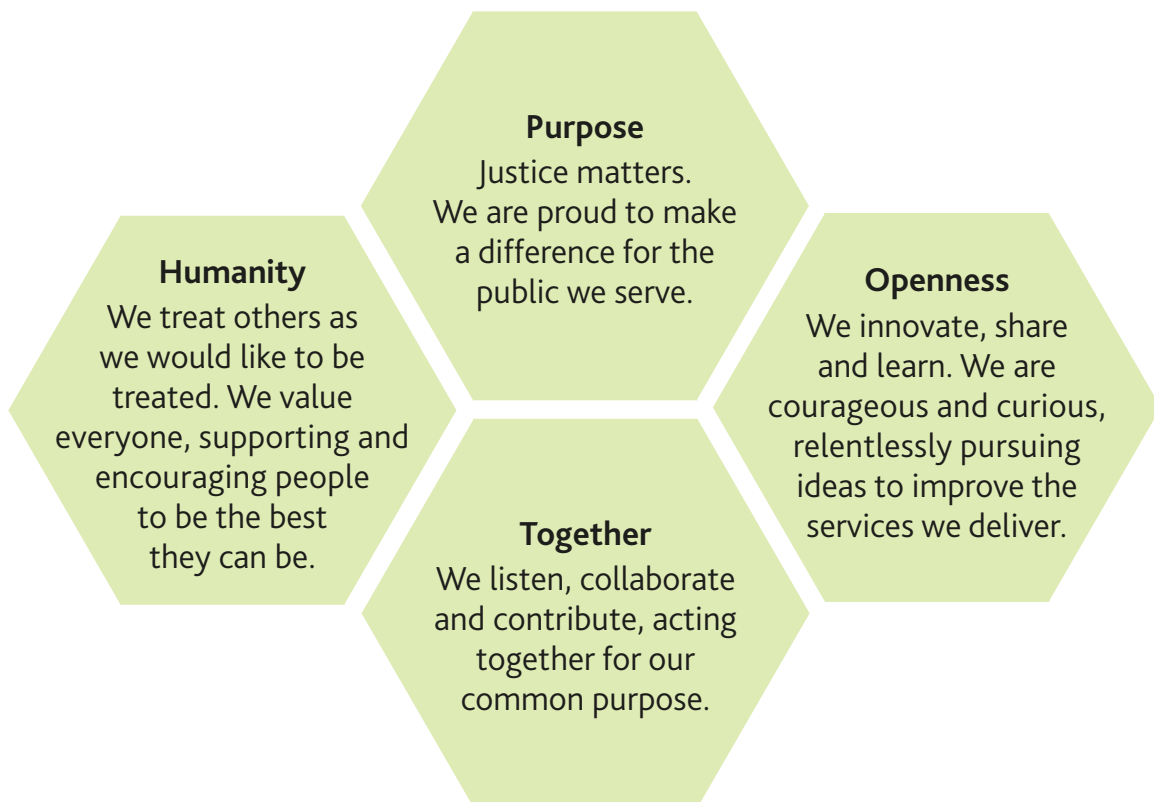 Purpose
Justice matters.
We are proud to make
a difference for the
public we serve.
Humanity
We treat others as
we would like to be
treated. We value
everyone, supporting and
encouraging people
to be the best
they can be.
Openness
We innovate, share
and learn. We are
courageous and curious,
relentlessly pursuing
ideas to improve the
services we deliver.
Together
We listen, collaborate
and contribute, acting
together for our
common purpose.